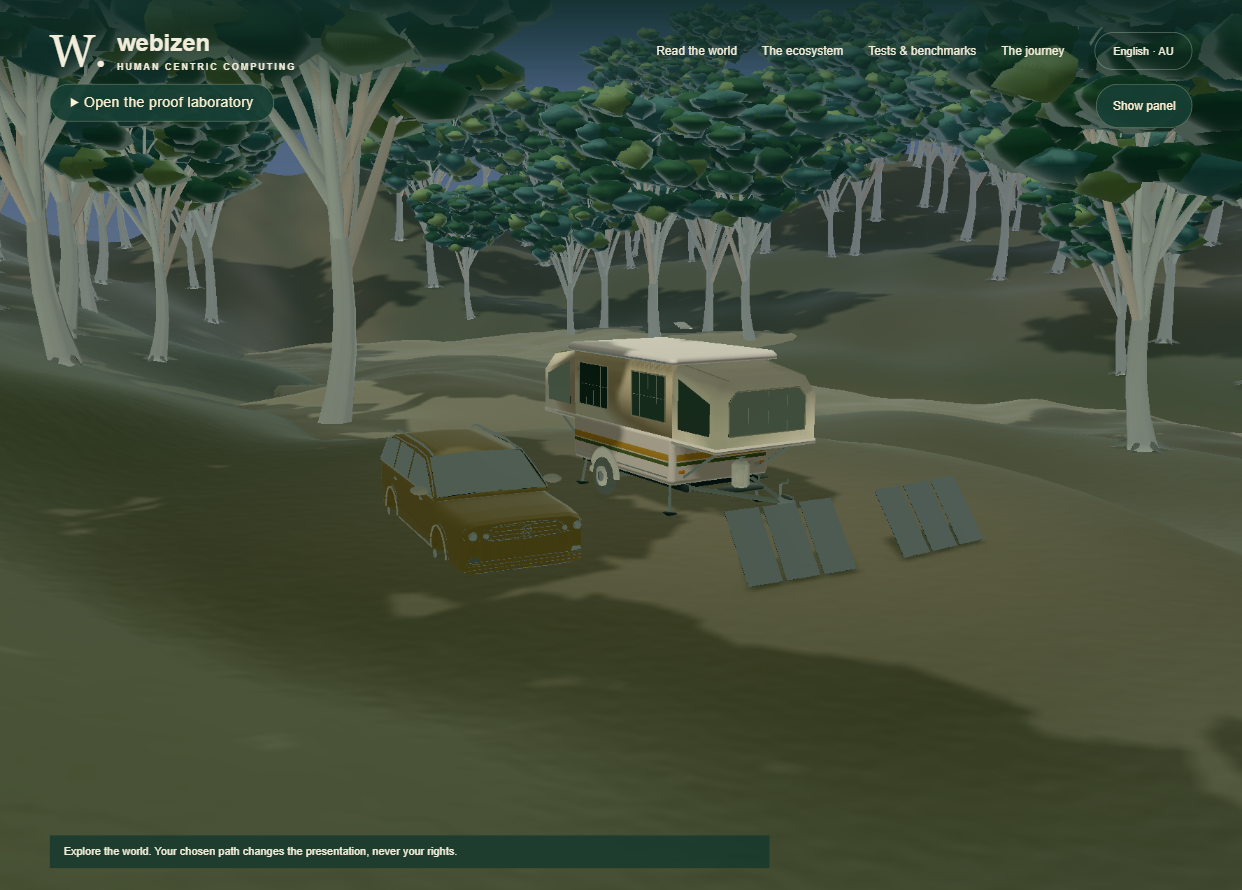 W.
webizen
HUMAN CENTRIC COMPUTING
Read the world
The ecosystem
Tests & benchmarks
The journey
English · AU
Open the proof laboratory
Show panel
Explore the world. Your chosen path changes the presentation, never your rights.